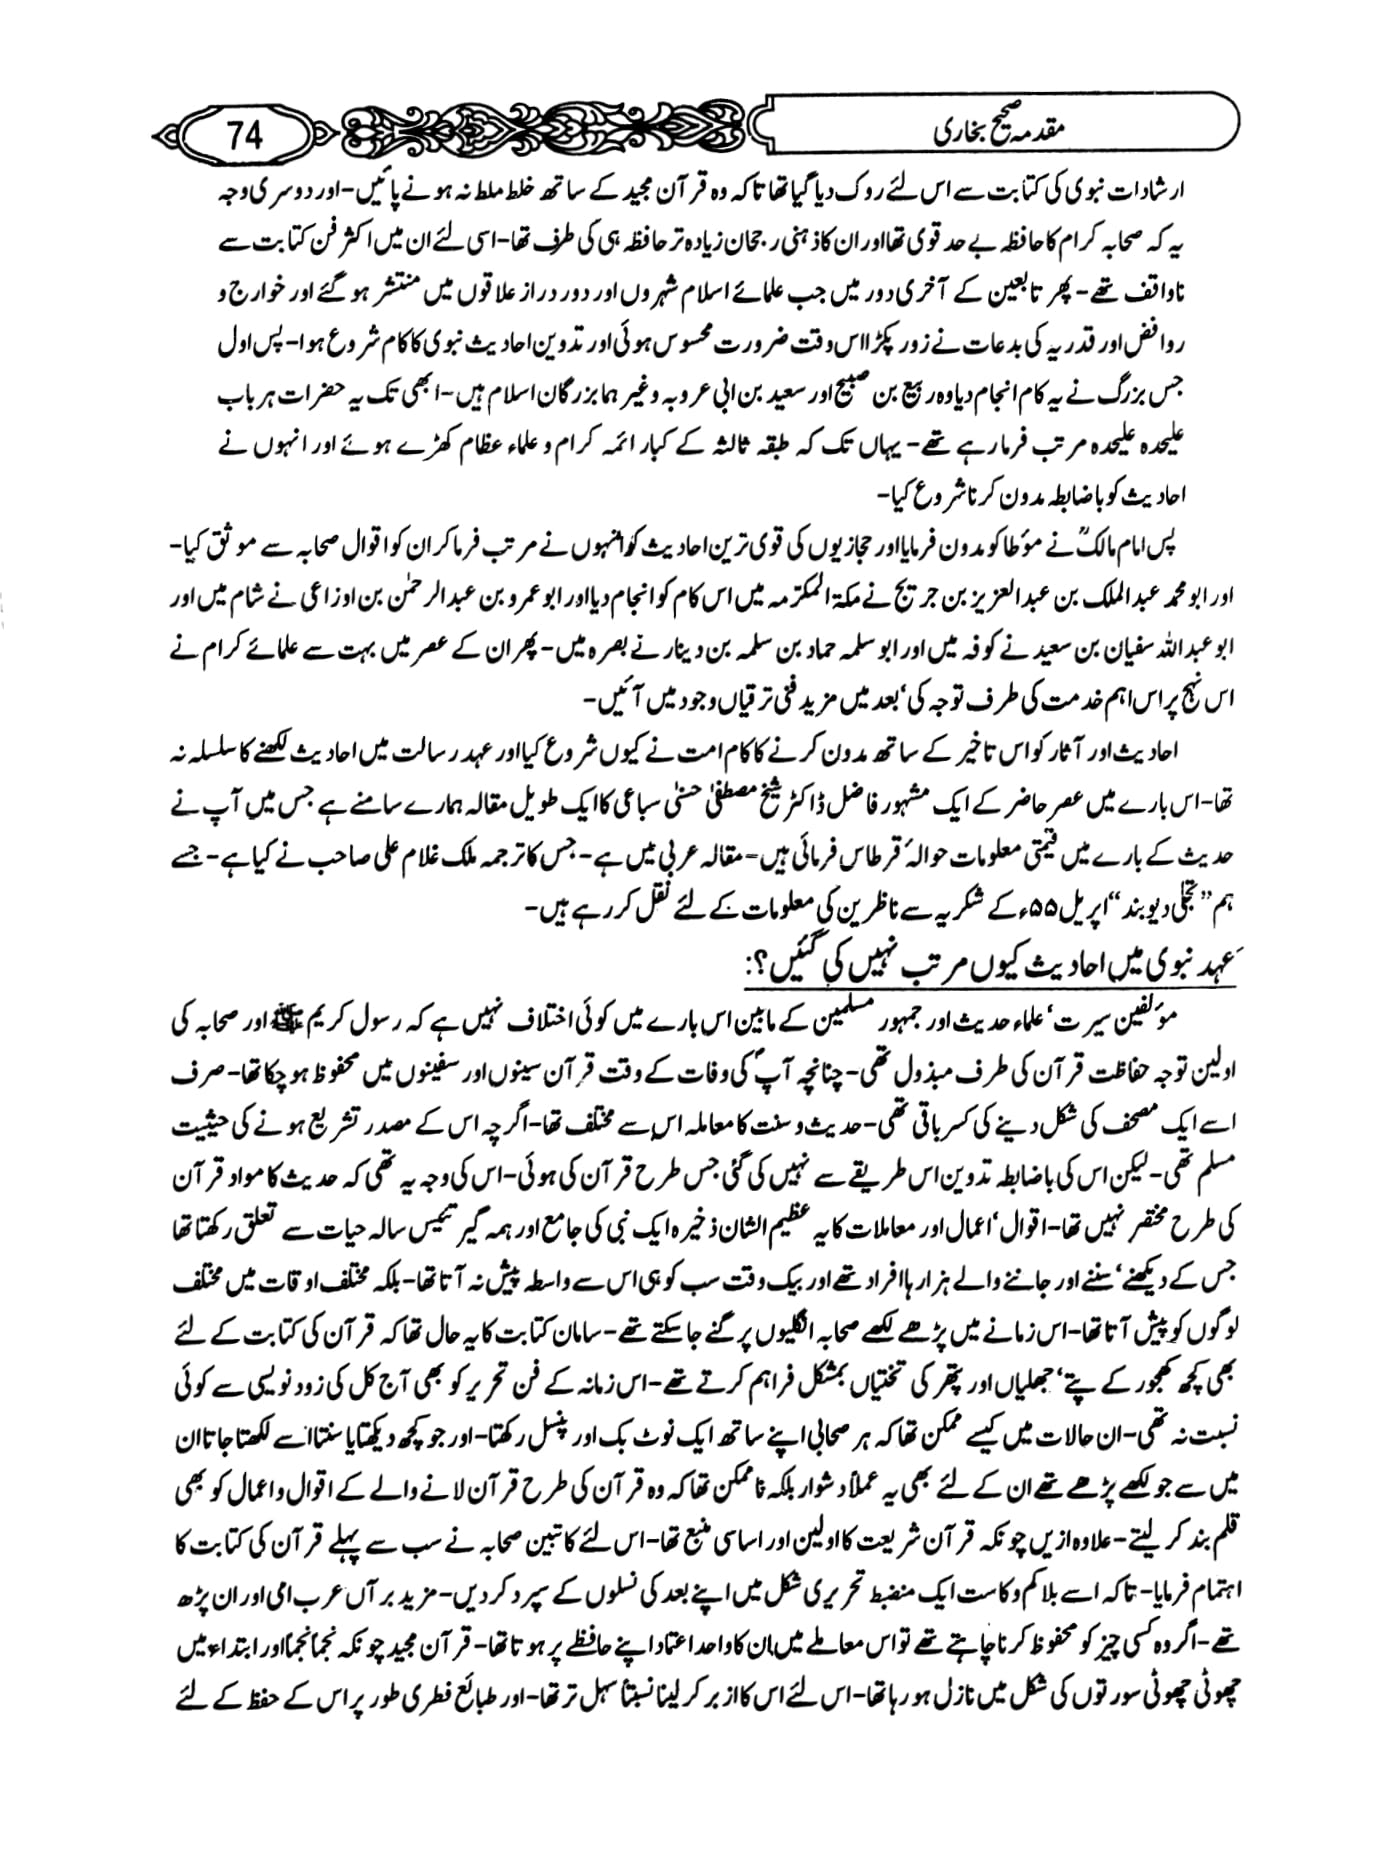 مقدمہ صحیح بخاری
74
ارشادات نبوی کی کتابت سے اس لئے روک دیا گیا تھا تاکہ وہ قرآن مجید کے ساتھ خلط ملط نہ ہونے پائیں-اور دوسری وجہ
یہ کہ صحابہ کرام کا حافظہ بے حد قوی تھا اور ان کا ذہنی رجحان زیادہ تر حافظہ ہی کی طرف تھا-اسی لئے ان میں اکثر فن کتابت سے
ناواقف تھے-پھر تابعین کے آخری دور میں جب علمائے اسلام شہروں اور دور دراز علاقوں میں منتشر ہو گئے اور خوارج و
روافض اور قدریہ کی بدعات نے زور پکڑا اس وقت ضرورت محسوس ہوئی اور تدوین احادیث نبوی کا کام شروع ہوا-پس اول
جس بزرگ نے یہ کام انجام دیا وہ ربیع بن صبیح اور سعید بن ابی عروبہ وغیر ہما بزرگان اسلام ہیں-ابھی تک یہ حضرات ہر باب
علیحدہ علیحدہ مرتب فرما رہے تھے-یہاں تک کہ طبقہ ثالثہ کے کبار ائمہ کرام و علماء عظام کھڑے ہوئے اور انہوں نے
احادیث کو باضابطہ مدون کرنا شروع کیا-
پس امام مالکؒ نے مؤطا کو مدون فرمایا اور حجازیوں کی قوی ترین احادیث کو انہوں نے مرتب فرما کر ان کو اقوال صحابہ سے موثق کیا-
اور ابو محمد عبدالملک بن عبدالعزیز بن جریج نے مکۃ المکرمہ میں اس کام کو انجام دیا اور ابو عمرو بن عبدالرحمٰن بن اوزاعی نے شام میں اور
ابو عبداللہ سفیان بن سعید نے کوفہ میں اور ابو سلمہ حماد بن سلمہ بن دینار نے بصرہ میں-پھر ان کے عصر میں بہت سے علمائے کرام نے
اس نہج پر اس اہم خدمت کی طرف توجہ کی‘ بعد میں مزید فنی ترقیاں وجود میں آئیں-
احادیث اور آثار کو اس تاخیر کے ساتھ مدون کرنے کا کام امت نے کیوں شروع کیا اور عہد رسالت میں احادیث لکھنے کا سلسلہ نہ
تھا-اس بارے میں عصر حاضر کے ایک مشہور فاضل ڈاکٹر شیخ مصطفیٰ حسنی سباعی کا ایک طویل مقالہ ہمارے سامنے ہے جس میں آپ نے
حدیث کے بارے میں قیمتی معلومات حوالۂ قرطاس فرمائی ہیں-مقالہ عربی میں ہے-جس کا ترجمہ ملک غلام علی صاحب نے کیا ہے-جسے
ہم ”تجلی دیوبند“ اپریل ۵۵ء کے شکریہ سے ناظرین کی معلومات کے لئے نقل کر رہے ہیں-
عہد نبوی میں احادیث کیوں مرتب نہیں کی گئیں؟:
مؤلفین سیرت‘ علماء حدیث اور جمہور مسلمین کے مابین اس بارے میں کوئی اختلاف نہیں ہے کہ رسول کریم ﷺ اور صحابہ کی
اولین توجہ حفاظت قرآن کی طرف مبذول تھی-چنانچہ آپؐ کی وفات کے وقت قرآن سینوں اور سفینوں میں محفوظ ہو چکا تھا-صرف
اسے ایک مصحف کی شکل دینے کی کسر باقی تھی-حدیث و سنت کا معاملہ اس سے مختلف تھا-اگرچہ اس کے مصدر تشریع ہونے کی حیثیت
مسلم تھی-لیکن اس کی باضابطہ تدوین اس طریقے سے نہیں کی گئی جس طرح قرآن کی ہوئی-اس کی وجہ یہ تھی کہ حدیث کا مواد قرآن
کی طرح مختصر نہیں تھا-اقوال‘ اعمال اور معاملات کا یہ عظیم الشان ذخیرہ ایک نبی کی جامع اور ہمہ گیر تئیس سالہ حیات سے تعلق رکھتا تھا
جس کے دیکھنے‘ سننے اور جاننے والے ہزارہا افراد تھے اور بیک وقت سب کو ہی اس سے واسطہ پیش نہ آتا تھا-بلکہ مختلف اوقات میں مختلف
لوگوں کو پیش آتا تھا-اس زمانے میں پڑھے لکھے صحابہ انگلیوں پر گنے جا سکتے تھے-سامان کتابت کا یہ حال تھا کہ قرآن کی کتابت کے لئے
بھی کچھ کھجور کے پتے‘ جھلیاں اور پتھر کی تختیاں بمشکل فراہم کرتے تھے-اس زمانہ کے فن تحریر کو بھی آج کل کی زود نویسی سے کوئی
نسبت نہ تھی-ان حالات میں کیسے ممکن تھا کہ ہر صحابی اپنے ساتھ ایک نوٹ بک اور پنسل رکھتا-اور جو کچھ دیکھتا یا سنتا اسے لکھتا جاتا ان
میں سے جو لکھے پڑھے تھے ان کے لئے بھی یہ عملاً دشوار بلکہ ناممکن تھا کہ وہ قرآن کی طرح قرآن لانے والے کے اقوال و اعمال کو بھی
قلم بند کر لیتے-علاوہ ازیں چونکہ قرآن شریعت کا اولین اور اساسی منبع تھا-اس لئے کاتبین صحابہ نے سب سے پہلے قرآن کی کتابت کا
اہتمام فرمایا-تاکہ اسے بلا کم و کاست ایک منضبط تحریری شکل میں اپنے بعد کی نسلوں کے سپرد کر دیں-مزید برآں عرب امی اور ان پڑھ
تھے-اگر وہ کسی چیز کو محفوظ کرنا چاہتے تھے تو اس معاملے میں ان کا واحد اعتماد اپنے حافظے پر ہوتا تھا-قرآن مجید چونکہ نجماً نجماً اور ابتداء میں
چھوٹی چھوٹی سورتوں کی شکل میں نازل ہو رہا تھا-اس لئے اس کا ازبر کر لینا نسبتاً سہل تر تھا-اور طبائع فطری طور پر اس کے حفظ کے لئے